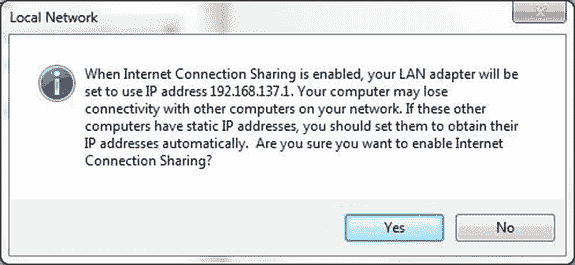 Local Network
When Internet Connection Sharing is enabled, your LAN adapter will be
set to use IP address 192.168.137.1. Your computer may lose
connectivity with other computers on your network. If these other
computers have static IP addresses, you should set them to obtain their
IP addresses automatically.  Are you sure you want to enable Internet
Connection Sharing?
Yes
No